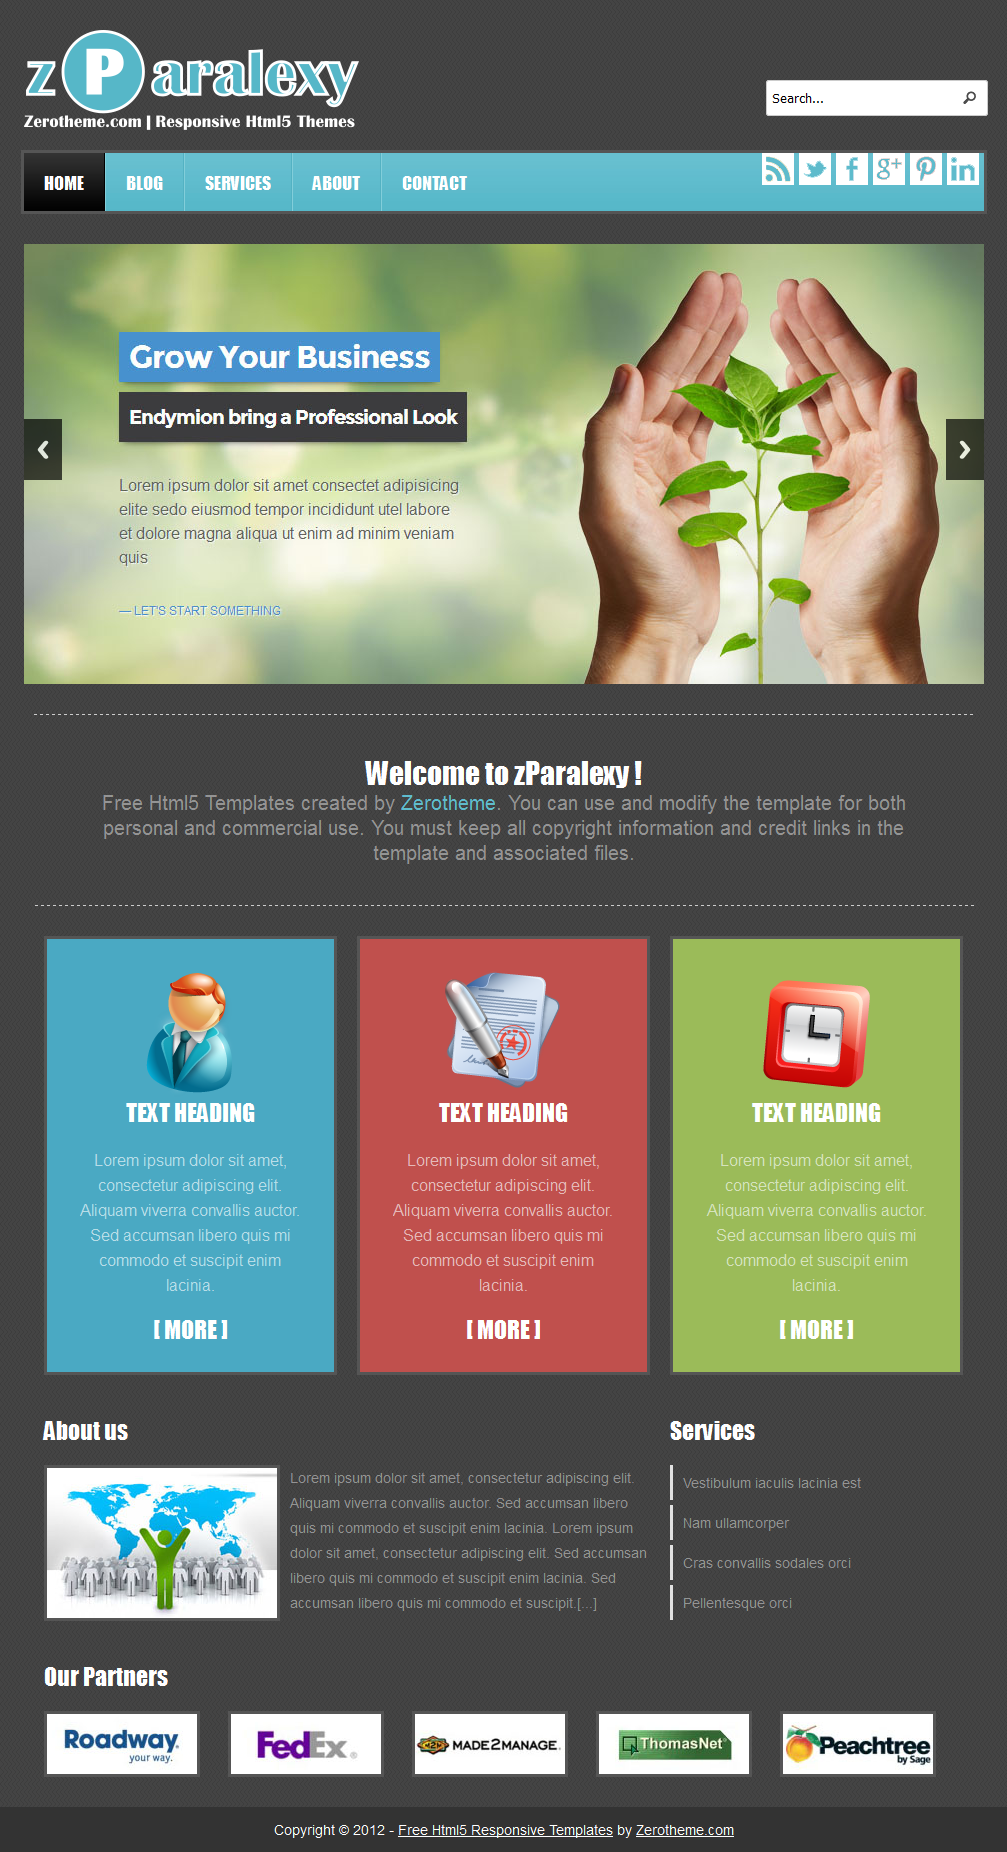 zParalexy
Zerotheme.com | Responsive Html5 Themes
Search...
HOME
BLOG
SERVICES
ABOUT
CONTACT
Grow Your Business
Endymion bring a Professional Look
Lorem ipsum dolor sit amet consectet adipisicing
elite sedo eiusmod tempor incididunt utel labore
et dolore magna aliqua ut enim ad minim veniam
quis
— LET'S START SOMETHING
Welcome to zParalexy !
Free Html5 Templates created by Zerotheme. You can use and modify the template for both
personal and commercial use. You must keep all copyright information and credit links in the
template and associated files.
TEXT HEADING
Lorem ipsum dolor sit amet,
consectetur adipiscing elit.
Aliquam viverra convallis auctor.
Sed accumsan libero quis mi
commodo et suscipit enim
lacinia.
[ MORE ]
TEXT HEADING
Lorem ipsum dolor sit amet,
consectetur adipiscing elit.
Aliquam viverra convallis auctor.
Sed accumsan libero quis mi
commodo et suscipit enim
lacinia.
[ MORE ]
TEXT HEADING
Lorem ipsum dolor sit amet,
consectetur adipiscing elit.
Aliquam viverra convallis auctor.
Sed accumsan libero quis mi
commodo et suscipit enim
lacinia.
[ MORE ]
About us
Lorem ipsum dolor sit amet, consectetur adipiscing elit.
Aliquam viverra convallis auctor. Sed accumsan libero
quis mi commodo et suscipit enim lacinia. Lorem ipsum
dolor sit amet, consectetur adipiscing elit. Sed accumsan
libero quis mi commodo et suscipit enim lacinia. Sed
accumsan libero quis mi commodo et suscipit.[...]
Services
Vestibulum iaculis lacinia est
Nam ullamcorper
Cras convallis sodales orci
Pellentesque orci
Our Partners
Roadway.
your way.
FedEx®
M2M MADE2MANAGE.
ThomasNet®
Peachtree
by Sage
Copyright © 2012 - Free Html5 Responsive Templates by Zerotheme.com